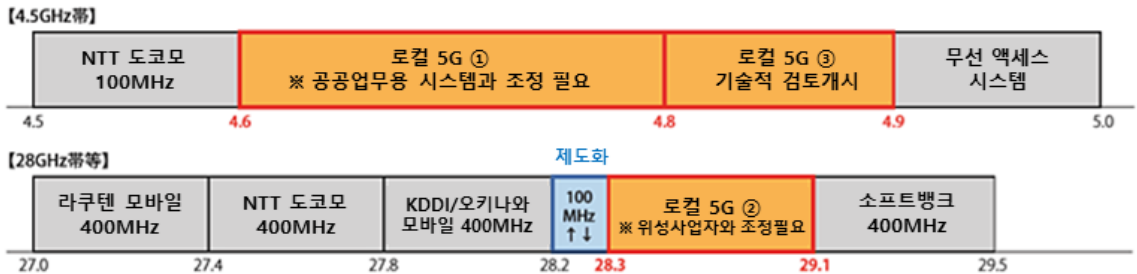 【4.5GHz帯】
NTT 도코모
100MHz
로컬 5G ①
※ 공공업무용 시스템과 조정 필요
로컬 5G ③
기술적 검토개시
무선 액세스
시스템
4.5
4.6
4.8
4.9
5.0
【28GHz帯等】
제도화
라쿠텐 모바일
400MHz
NTT 도코모
400MHz
KDDI/오키나와
모바일 400MHz
100
MHz
↑↓
로컬 5G ②
※ 위성사업자와 조정필요
소프트뱅크
400MHz
27.0
27.4
27.8
28.2
28.3
29.1
29.5